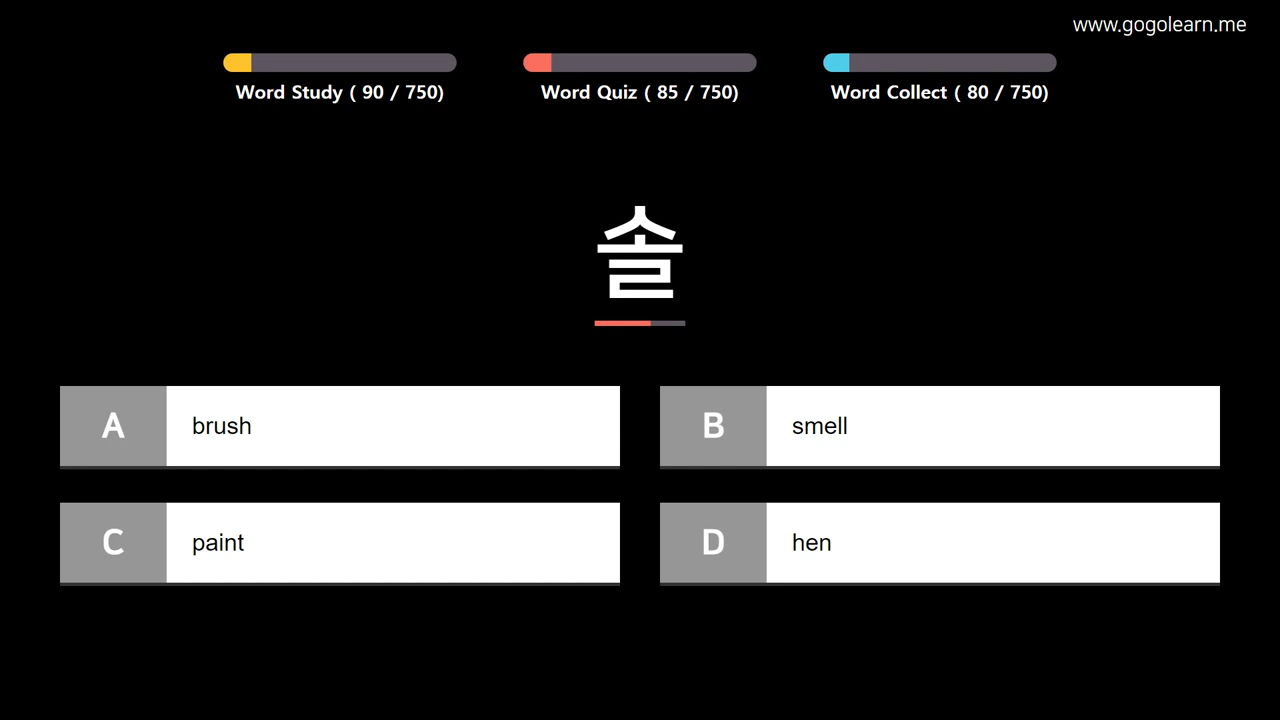 www.gogolearn.me
Word Study ( 90 / 750)
Word Quiz ( 85 / 750)
Word Collect ( 80 / 750)
솔
A brush
B smell
C paint
D hen